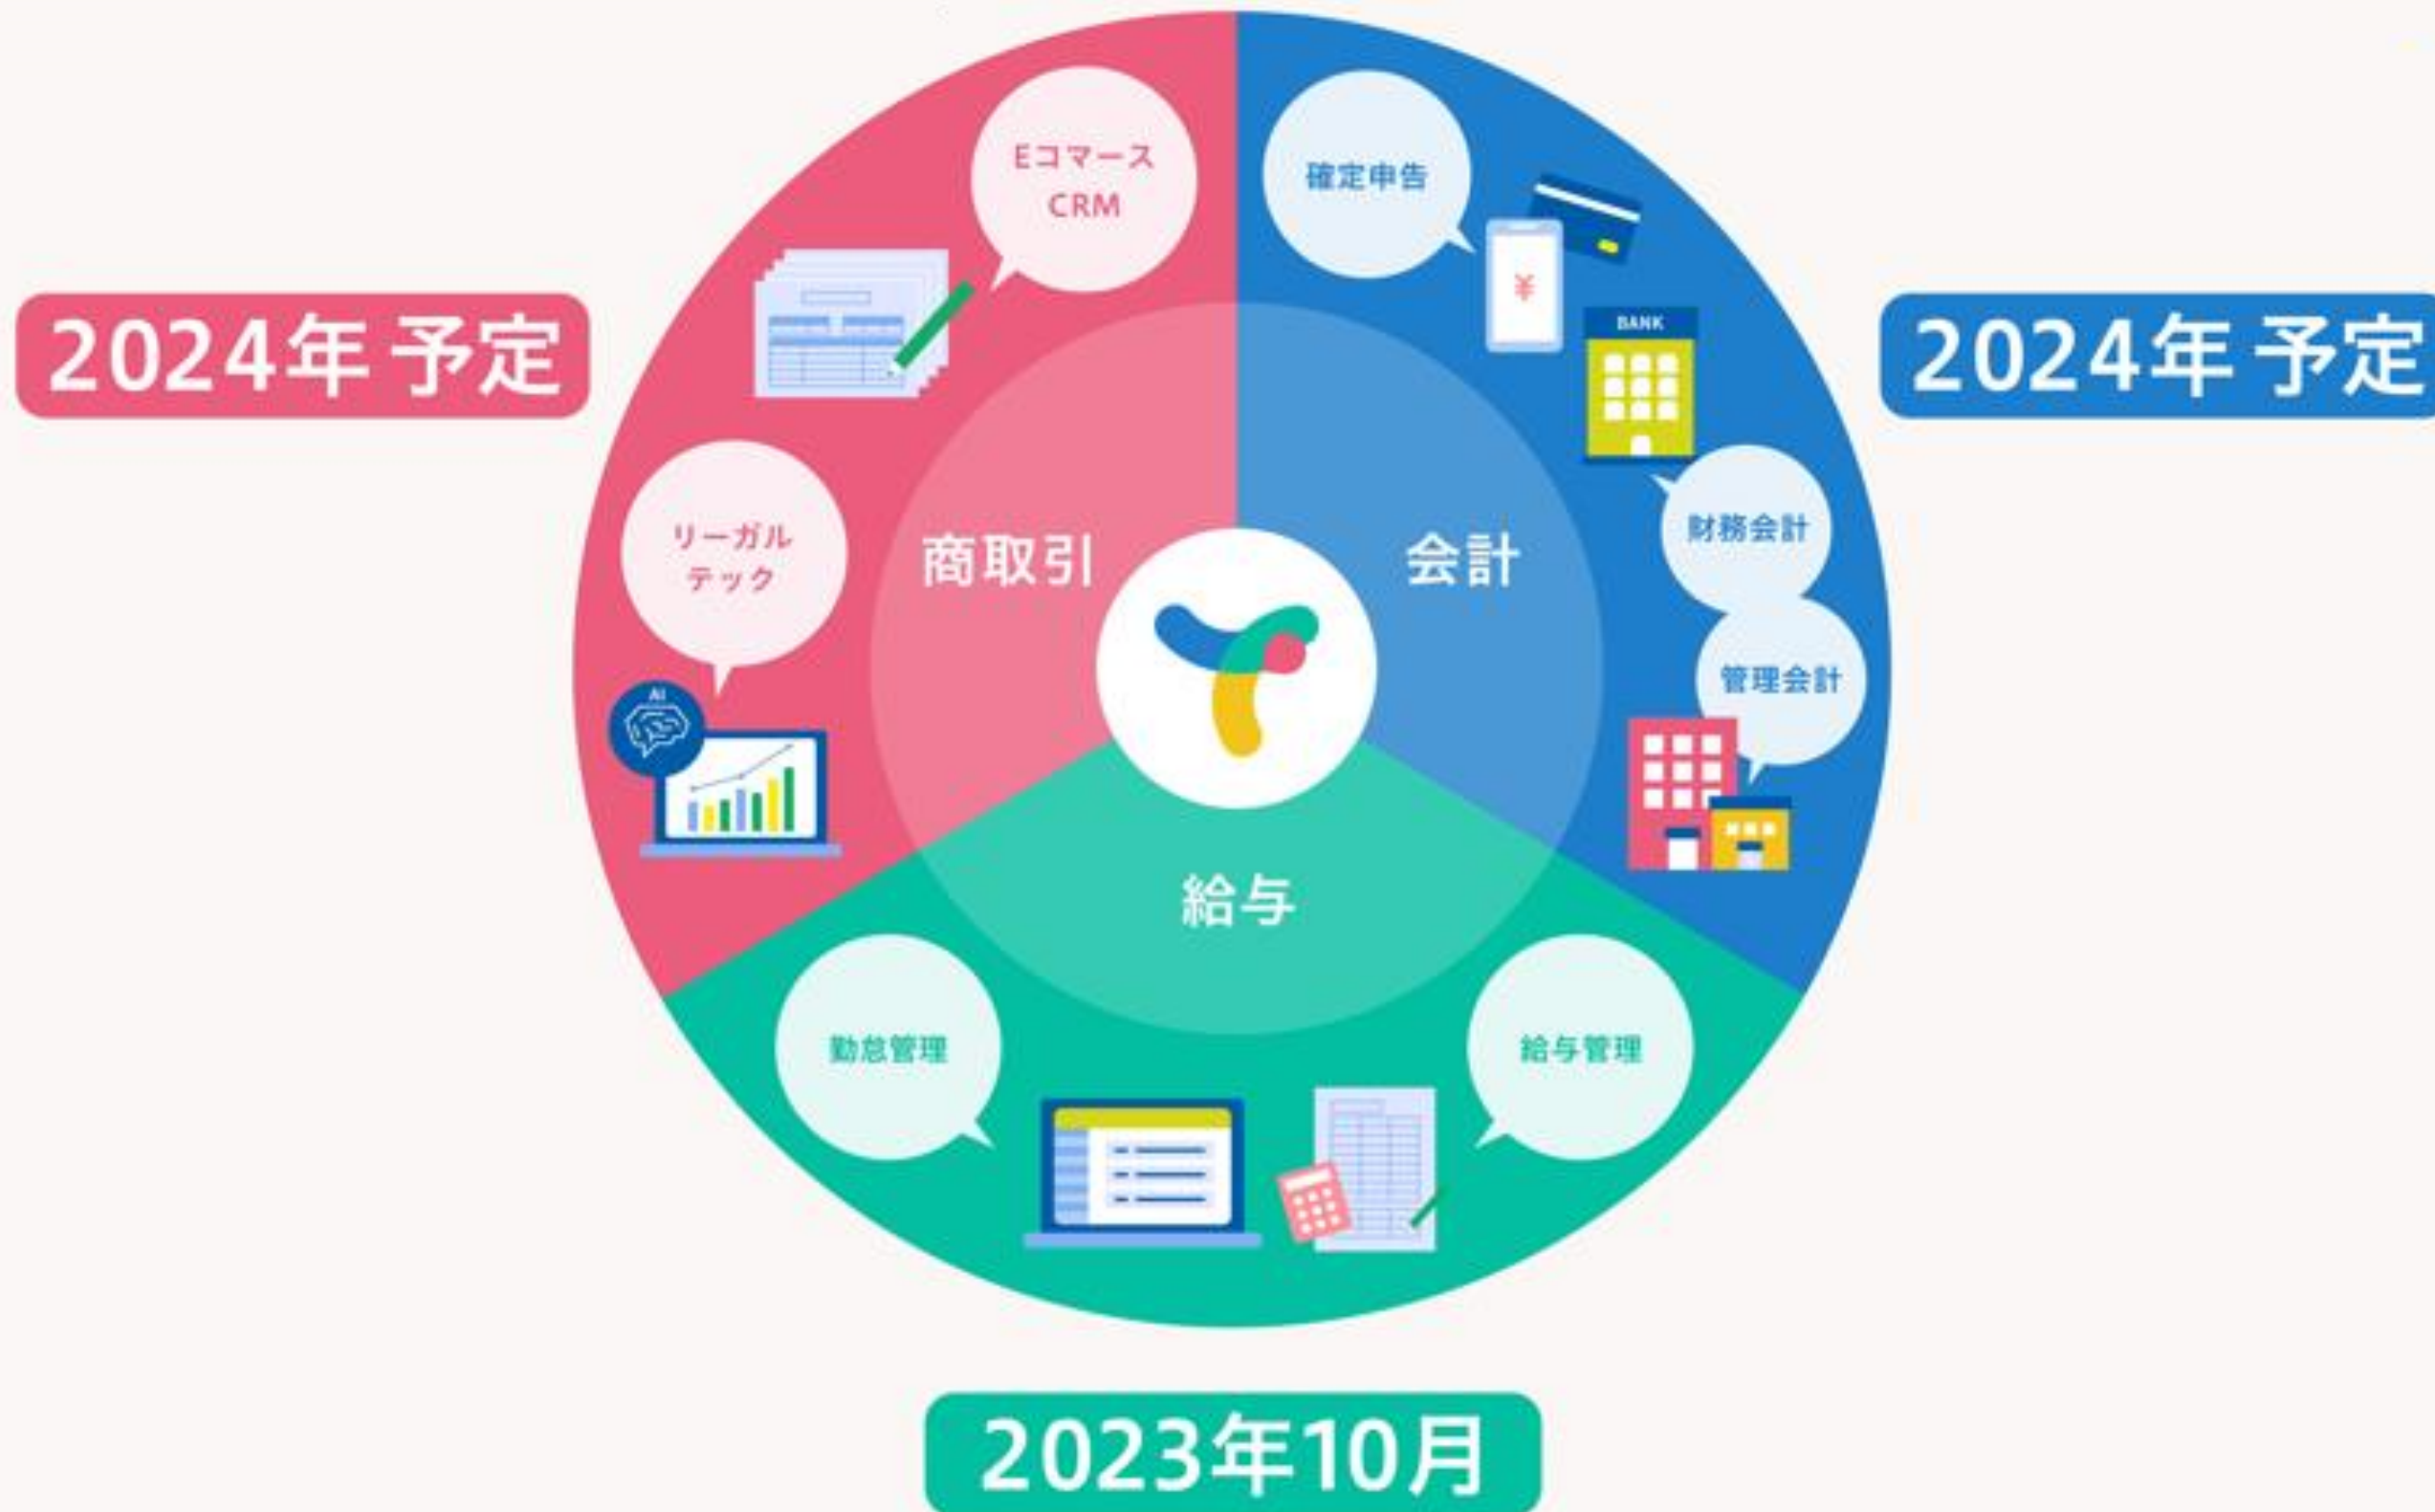 Eコマース
CRM
確定申告
¥
BANK
2024年 予定
2024年 予定
リーガル
テック
商取引
会計
財務会計
管理会計
AI
給与
勤怠管理
給与管理
2023年10月